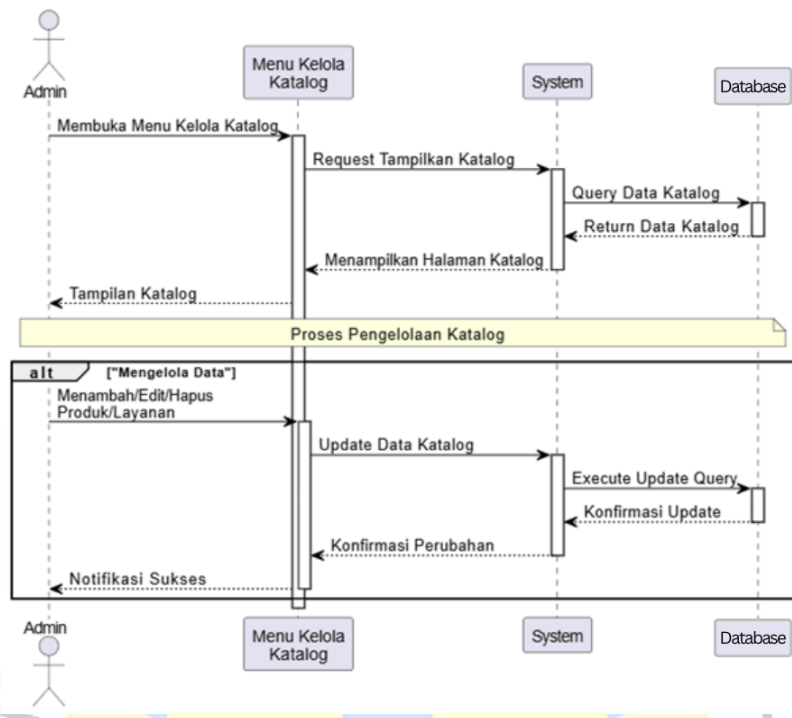 Admin
Menu Kelola
Katalog
System
Database
Membuka Menu Kelola Katalog
Request Tampilkan Katalog
Query Data Katalog
Return Data Katalog
Menampilkan Halaman Katalog
Tampilan Katalog
Proses Pengelolaan Katalog
alt
["Mengelola Data"]
Menambah/Edit/Hapus
Produk/Layanan
Update Data Katalog
Execute Update Query
Konfirmasi Update
Konfirmasi Perubahan
Notifikasi Sukses
Admin
Menu Kelola
Katalog
System
Database